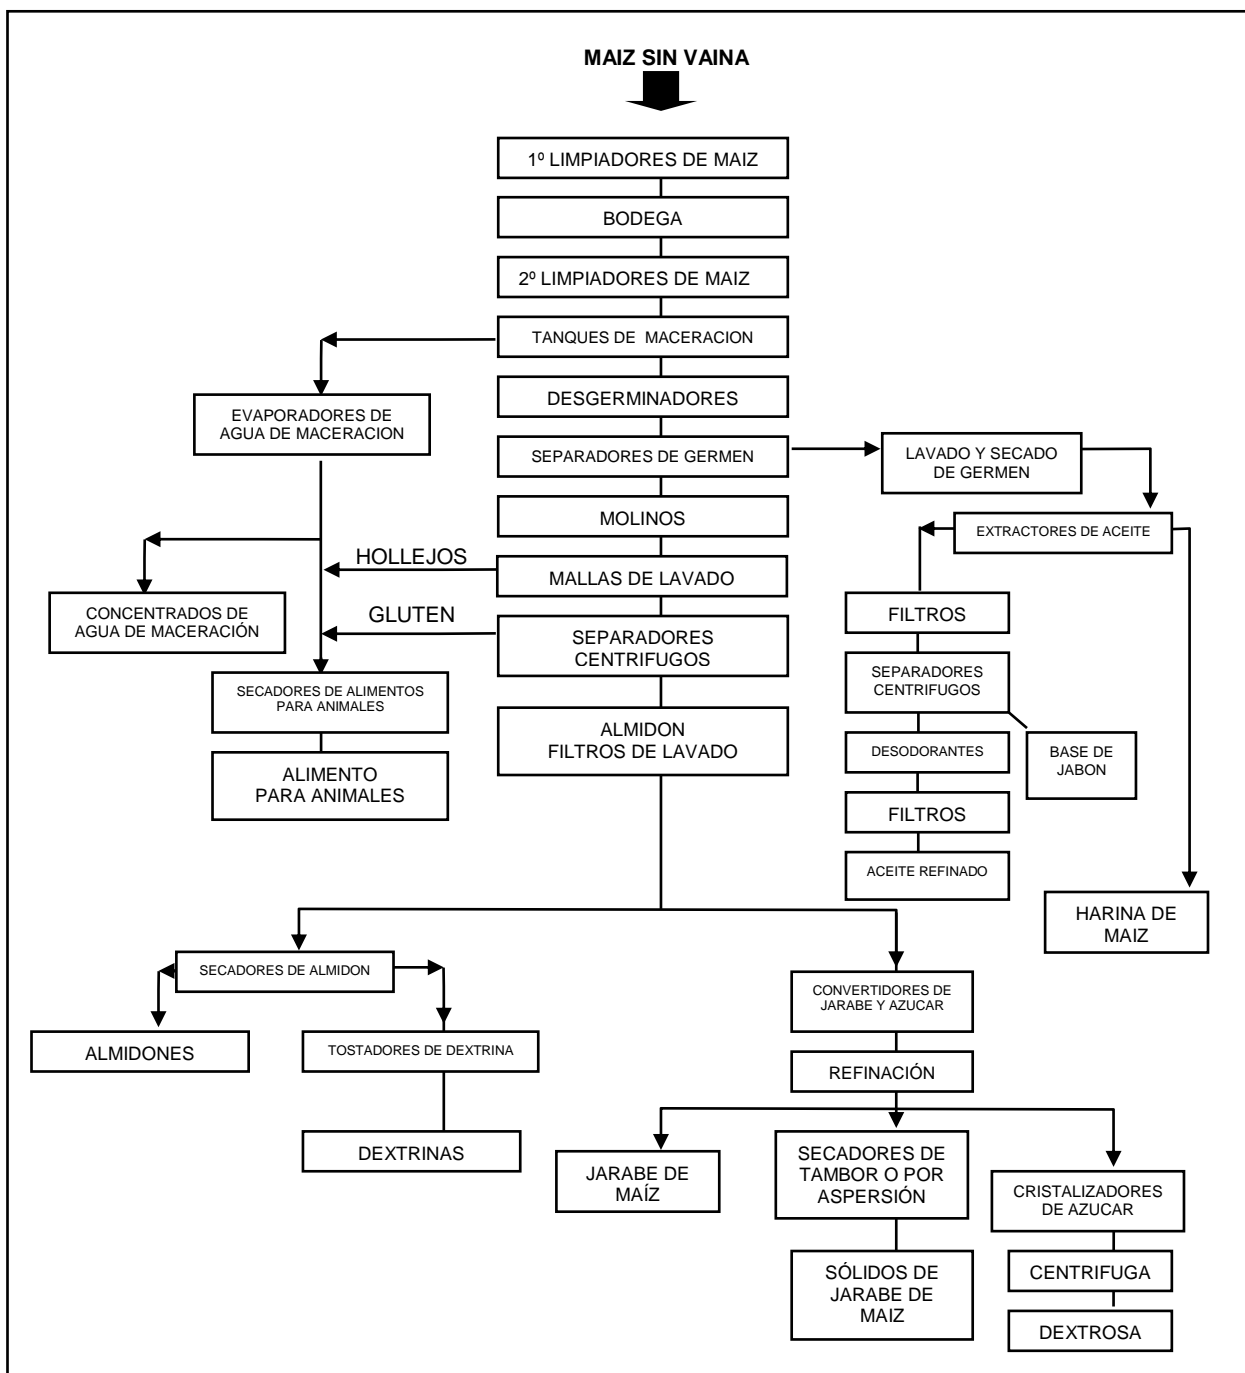 MAIZ SIN VAINA
1º LIMPIADORES DE MAIZ
BODEGA
2º LIMPIADORES DE MAIZ
TANQUES DE MACERACION
DESGERMINADORES
EVAPORADORES DE
AGUA DE MACERACION
SEPARADORES DE GERMEN
LAVADO Y SECADO
DE GERMEN
MOLINOS
EXTRACTORES DE ACEITE
HOLLEJOS
MALLAS DE LAVADO
CONCENTRADOS DE
AGUA DE MACERACIÓN
GLUTEN
SEPARADORES
CENTRIFUGOS
FILTROS
SEPARADORES
CENTRIFUGOS
SECADORES DE ALIMENTOS
PARA ANIMALES
ALMIDON
FILTROS DE LAVADO
DESODORANTES
BASE DE
JABON
ALIMENTO
PARA ANIMALES
FILTROS
ACEITE REFINADO
HARINA DE
MAIZ
SECADORES DE ALMIDON
CONVERTIDORES DE
JARABE Y AZUCAR
ALMIDONES
TOSTADORES DE DEXTRINA
REFINACIÓN
DEXTRINAS
JARABE DE
MAÍZ
SECADORES DE
TAMBOR O POR
ASPERSIÓN
CRISTALIZADORES
DE AZUCAR
SÓLIDOS DE
JARABE DE
MAIZ
CENTRIFUGA
DEXTROSA